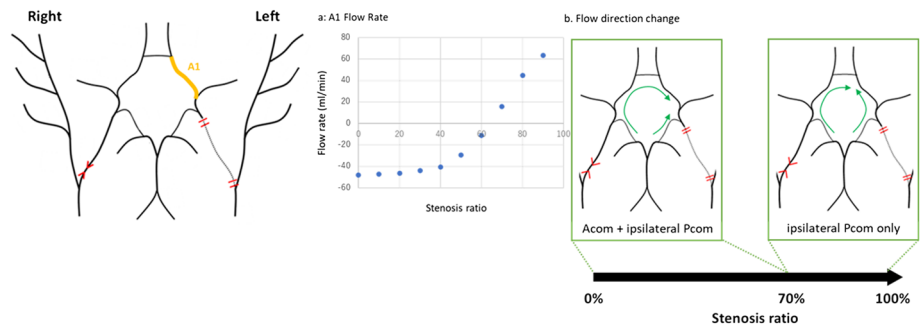 Right
Left
A1
a: A1 Flow Rate
80
60
40
20
0
-20
-40
-60
0
20
40
60
80
100
Flow rate (ml/min)
Stenosis ratio
b. Flow direction change
Acom + ipsilateral Pcom
ipsilateral Pcom only
0%
70%
100%
Stenosis ratio